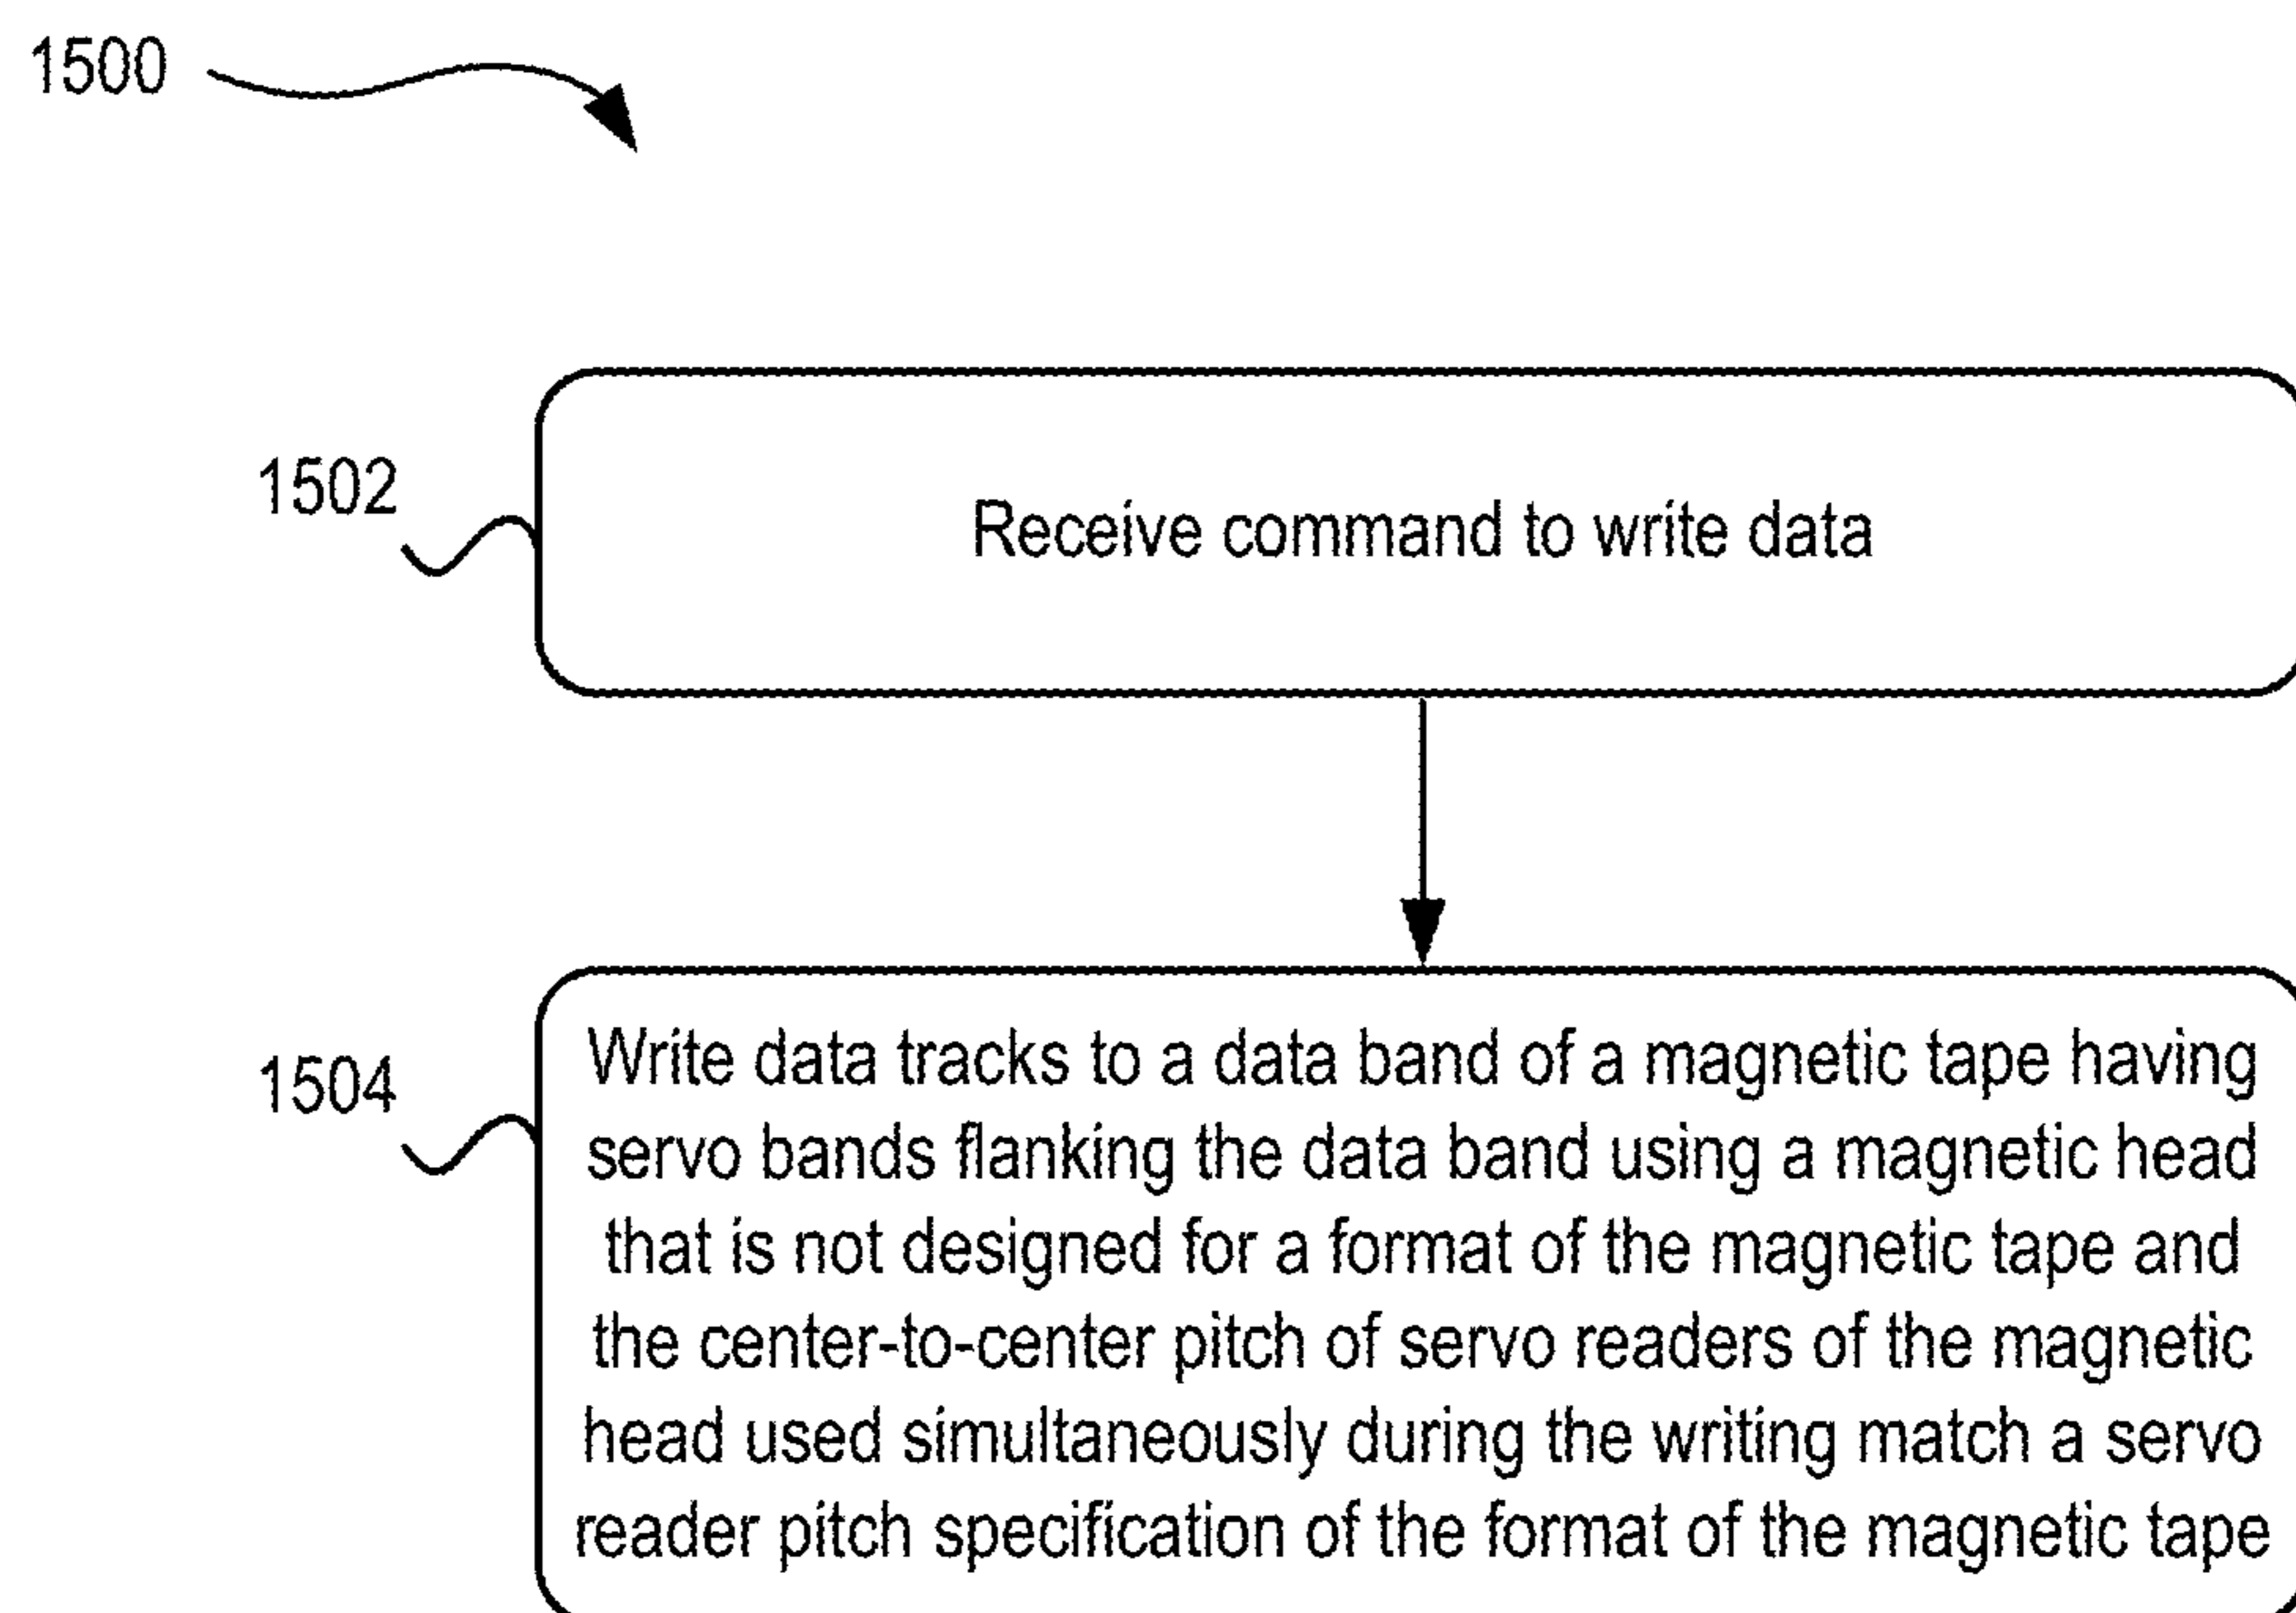 1500
1502
Receive command to write data
1504
Write data tracks to a data band of a magnetic tape having
servo bands flanking the data band using a magnetic head
that is not designed for a format of the magnetic tape and
the center-to-center pitch of servo readers of the magnetic
head used simultaneously during the writing match a servo
reader pitch specification of the format of the magnetic tape